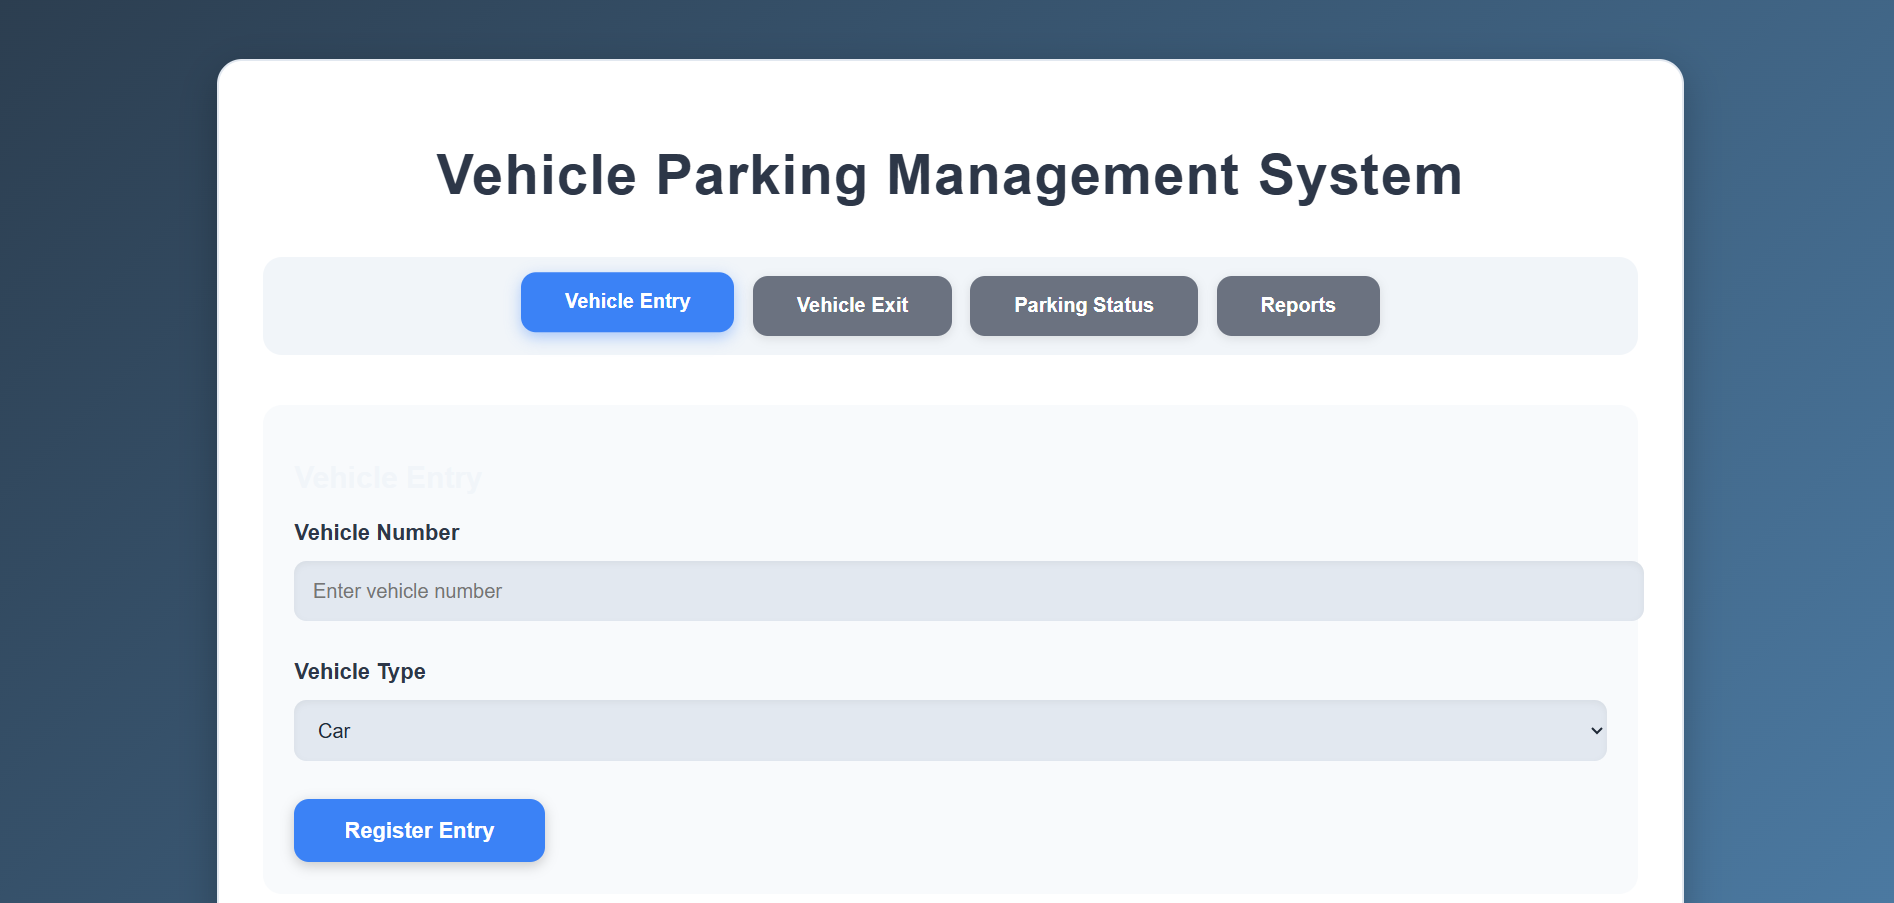 Vehicle Parking Management System
Vehicle Entry Vehicle Exit Parking Status Reports
Vehicle Entry
Vehicle Number
Enter vehicle number
Vehicle Type
Car
Register Entry